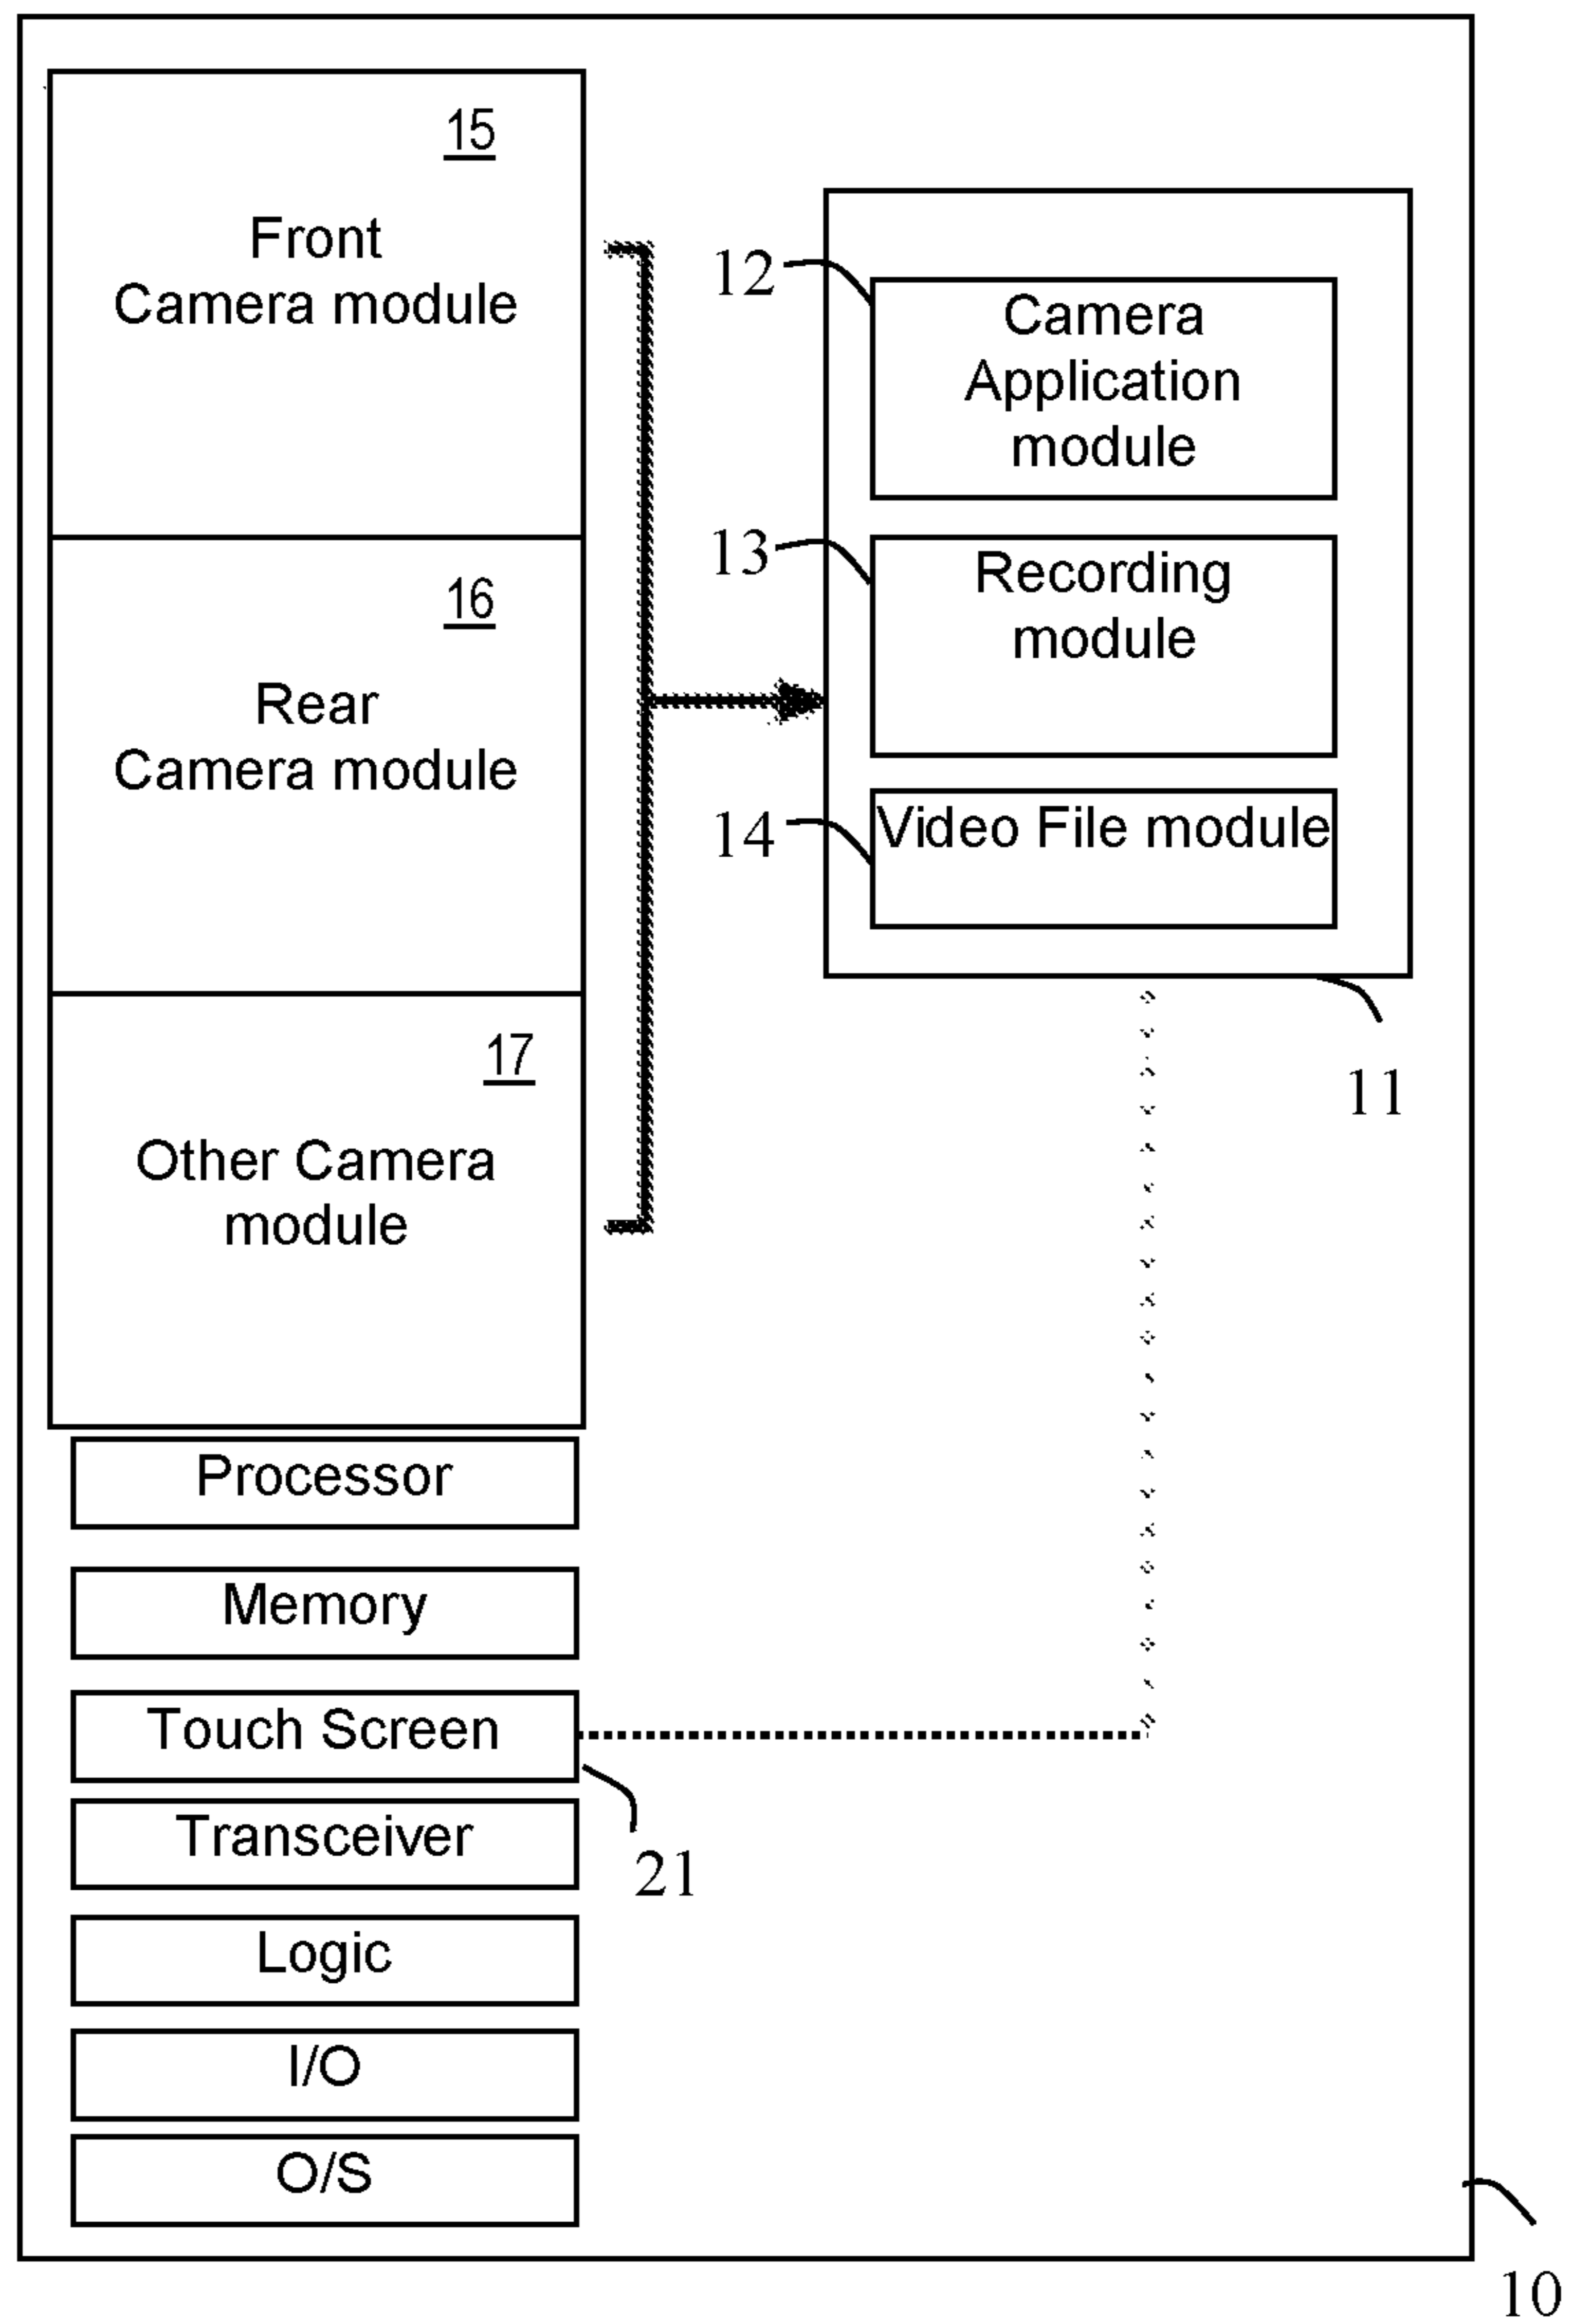 15
Front
Camera module
16
Rear
Camera module
17
Other Camera
module
12
Camera
Application
module
13
Recording
module
14
Video File module
11
Processor
Memory
Touch Screen
21
Transceiver
Logic
I/O
O/S
10